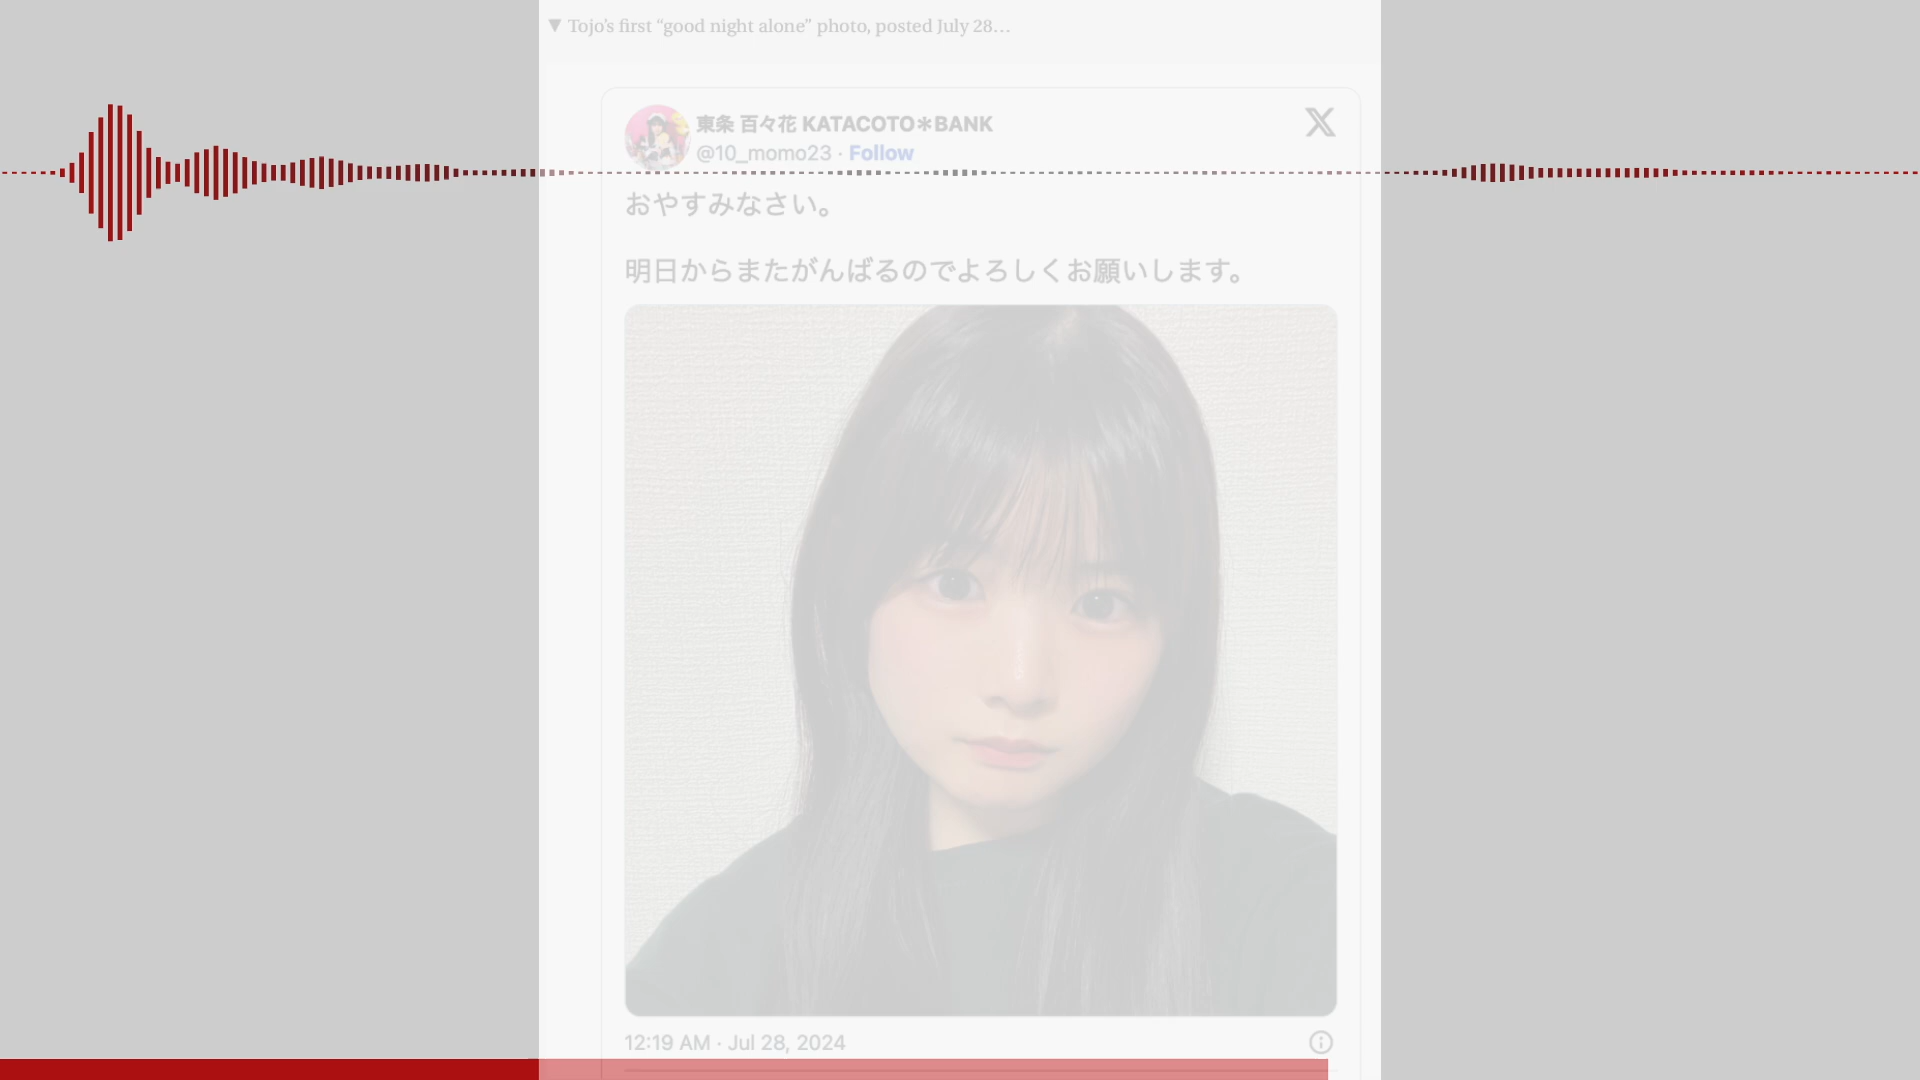 ▼ Tojo’s first “good night alone” photo, posted July 28…
東条 百々花 KATACOTO＊BANK
@10_momo23 · Follow
おやすみなさい。
明日からまたがんばるのでよろしくお願いします。
12:19 AM · Jul 28, 2024